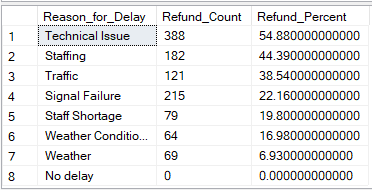 Reason_for_Delay Refund_Count Refund_Percent
1 Technical Issue 388 54.880000000000
2 Staffing 182 44.390000000000
3 Traffic 121 38.540000000000
4 Signal Failure 215 22.160000000000
5 Staff Shortage 79 19.800000000000
6 Weather Conditio... 64 16.980000000000
7 Weather 69 6.930000000000
8 No delay 0 0.000000000000